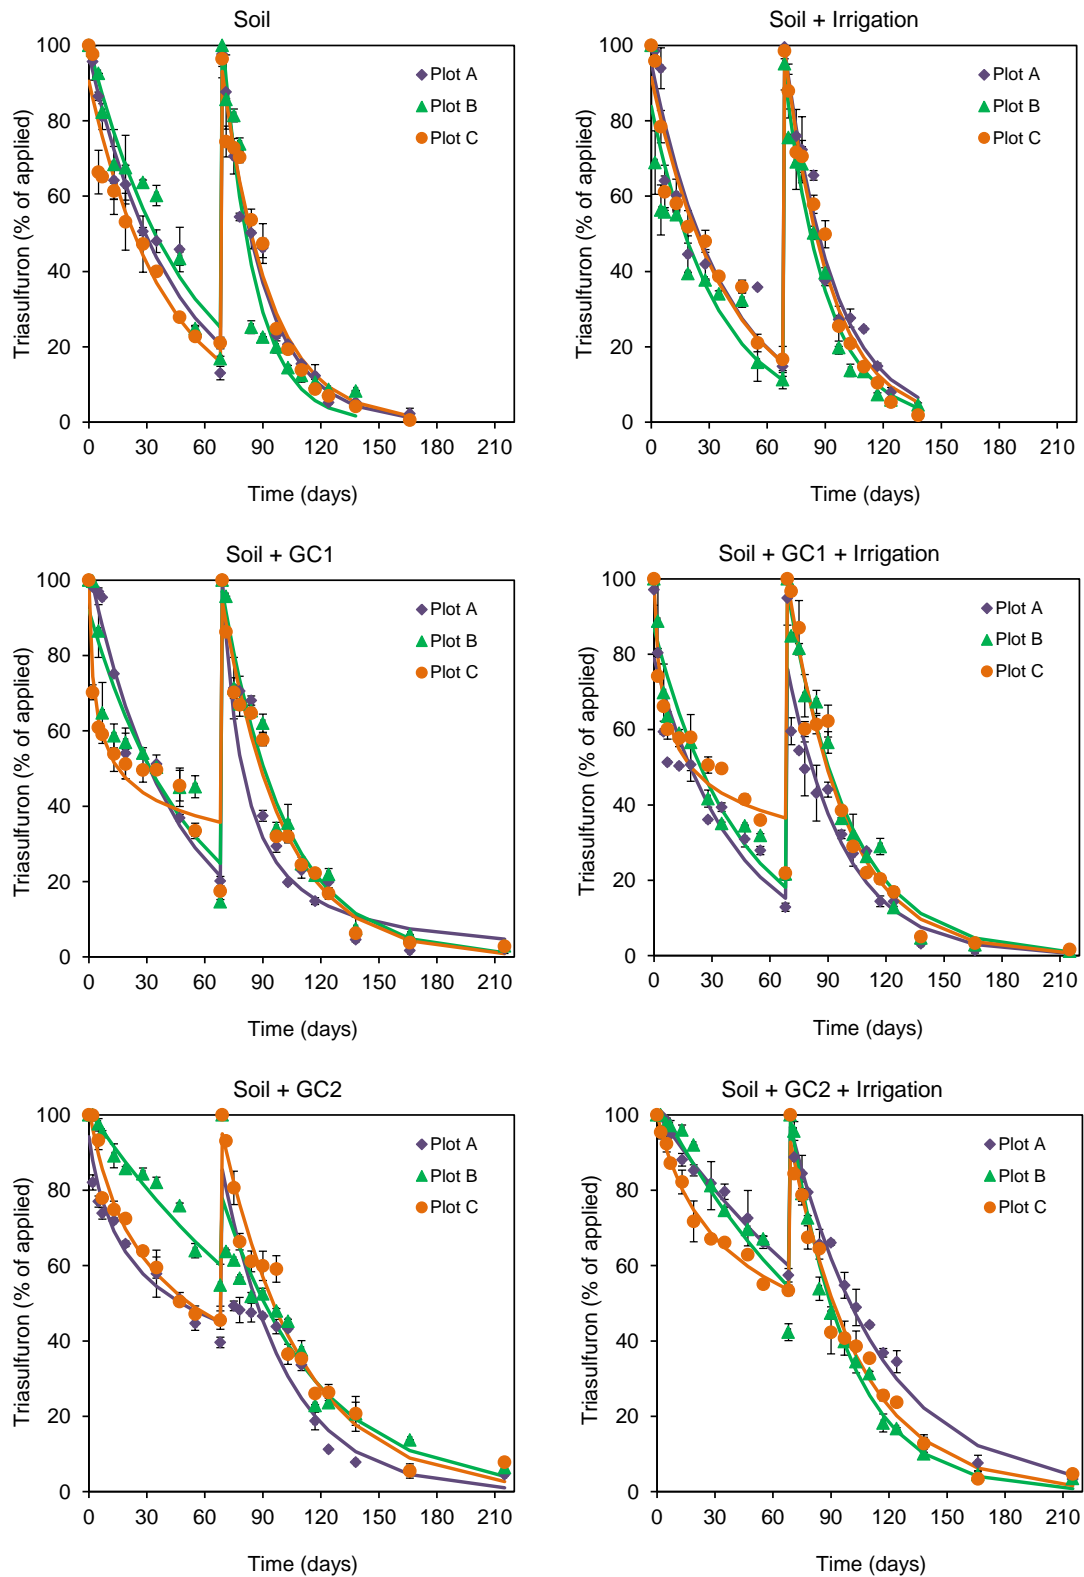 Soil
Triasulfuron (% of applied)
100
80
60
40
20
0
Plot A
Plot B
Plot C
0 30 60 90 120 150 180 210
Time (days)
Soil + Irrigation
Triasulfuron (% of applied)
100
80
60
40
20
0
Plot A
Plot B
Plot C
0 30 60 90 120 150 180 210
Time (days)
Soil + GC1
Triasulfuron (% of applied)
100
80
60
40
20
0
Plot A
Plot B
Plot C
0 30 60 90 120 150 180 210
Time (days)
Soil + GC1 + Irrigation
Triasulfuron (% of applied)
100
80
60
40
20
0
Plot A
Plot B
Plot C
0 30 60 90 120 150 180 210
Time (days)
Soil + GC2
Triasulfuron (% of applied)
100
80
60
40
20
0
Plot A
Plot B
Plot C
0 30 60 90 120 150 180 210
Time (days)
Soil + GC2 + Irrigation
Triasulfuron (% of applied)
100
80
60
40
20
0
Plot A
Plot B
Plot C
0 30 60 90 120 150 180 210
Time (days)